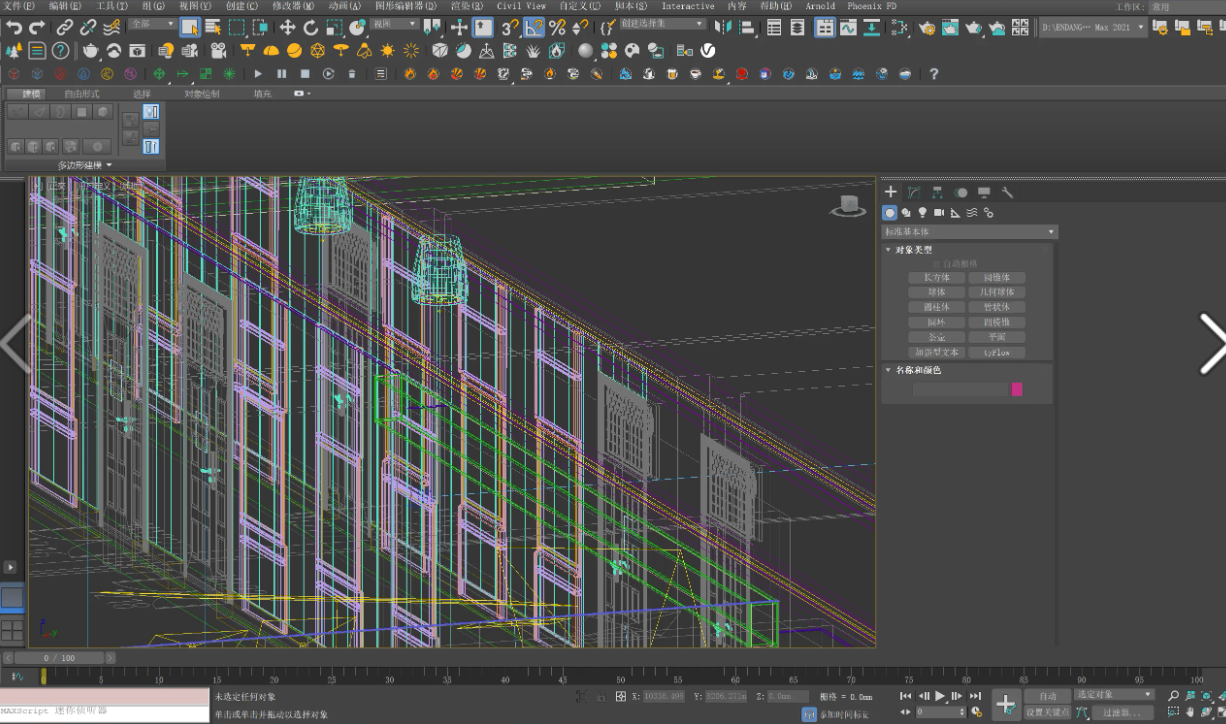 文件(F) 编辑(E) 工具(T) 组(G) 视图(V) 创建(C) 修改器(M) 动画(A) 图形编辑器(D) 渲染(R) Civil View 自定义(U) 脚本(S) Interactive 内容 帮助(H) Arnold Phoenix FD 工作区: 常用
全部 视图 创建选择集 D:\ENDANG⋯ Max 2021
建模 自由形式 选择 对象绘制 填充
多边形建模
标准基本体
对象类型
自动栅格
长方体 圆锥体
球体 几何球体
圆柱体 管状体
圆环 四棱锥
茶壶 平面
加强型文本 tyFlow
名称和颜色
0 / 100
0 5 10 15 20 25 30 35 40 45 50 55 60 65 70 75 80 85 90 95 100
未选定任何对象 X: Y: Z: 0.0mm 栅格 = 0.0mm 自动 选定对象
MAXScript 迷你侦听器 单击或单击并拖动以选择对象 添加时间标记 0 设置关键点 过滤器...